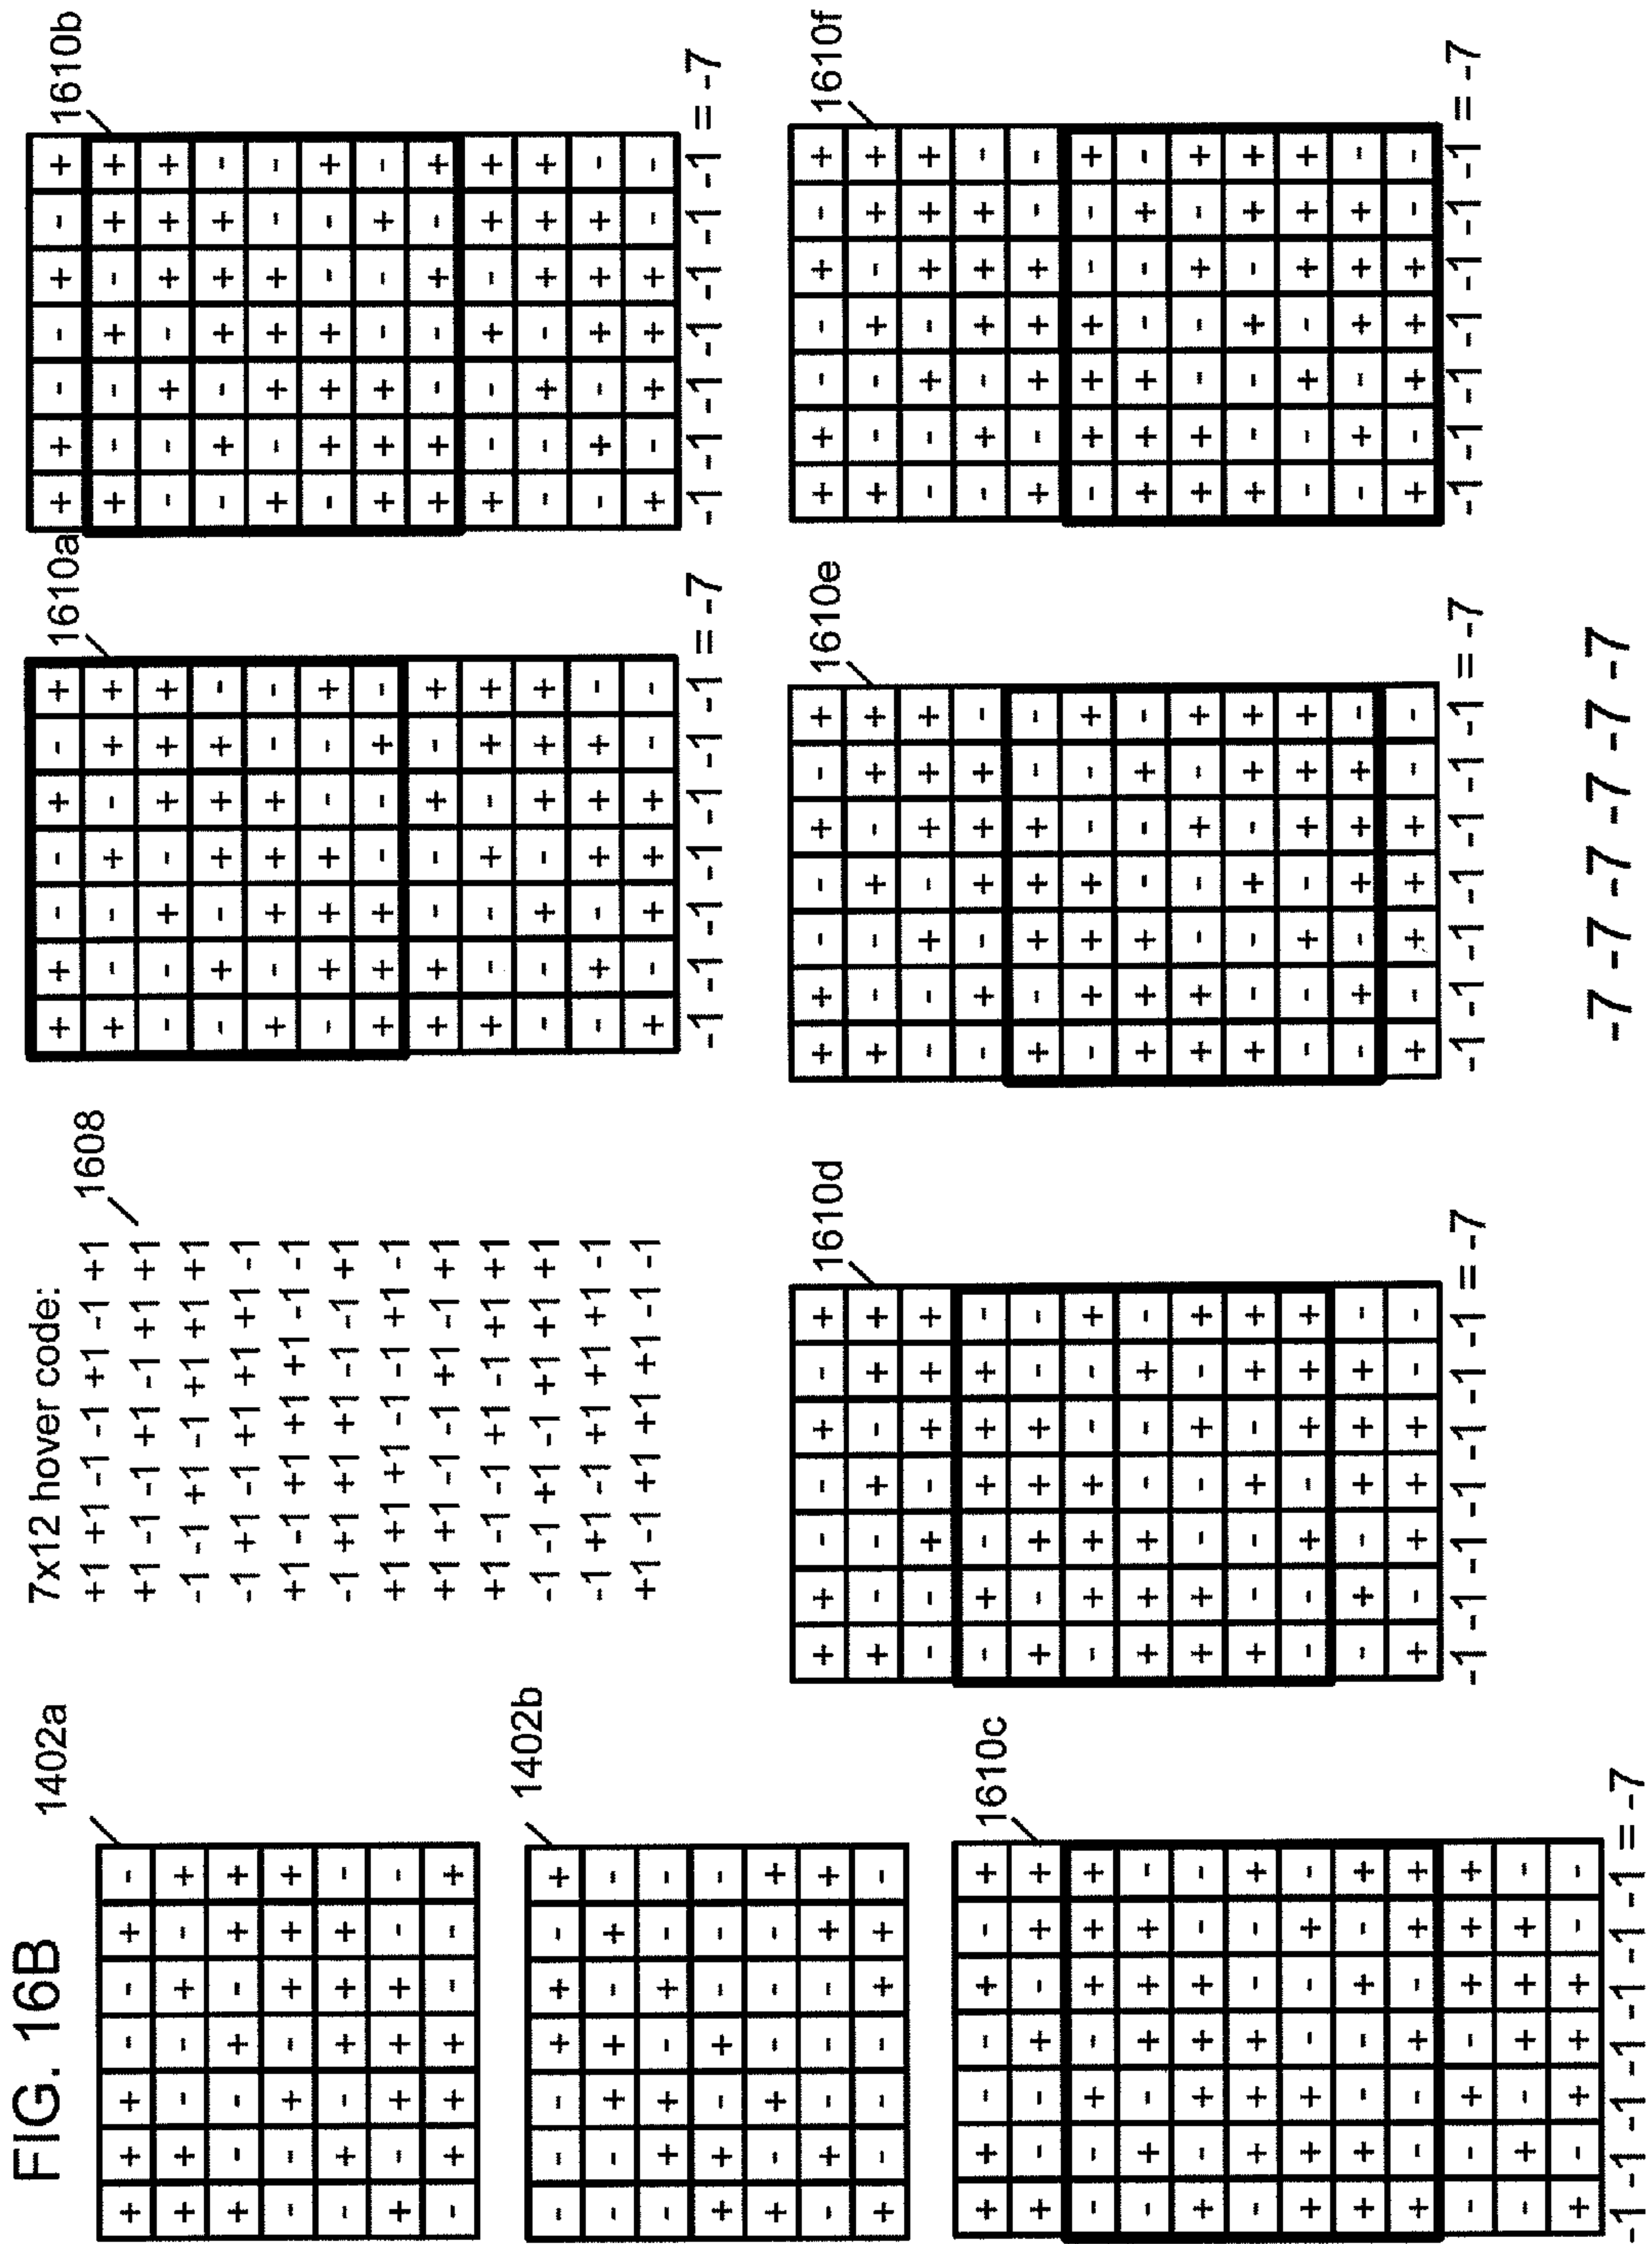 FIG. 16B
1402a
+ + + - - + -
+ + - - + - +
+ - - + - + +
- - + - + + +
- + - + + + -
+ - + + + - -
- + + + - - +
1402b
- - - + + - +
- - + + - + -
- + + - + - -
+ + - + - - -
+ - + - - - +
- + - - - + +
+ - - - + + -
7x12 hover code:
1608
+1 +1 -1 -1 +1 -1 +1
+1 -1 -1 +1 -1 +1 +1
-1 -1 +1 -1 +1 +1 +1
-1 +1 -1 +1 +1 +1 -1
+1 -1 +1 +1 +1 -1 -1
-1 +1 +1 +1 -1 -1 +1
+1 +1 +1 -1 -1 +1 -1
+1 +1 -1 -1 +1 -1 +1
+1 -1 -1 +1 -1 +1 +1
-1 -1 +1 -1 +1 +1 +1
-1 +1 -1 +1 +1 +1 -1
+1 -1 +1 +1 +1 -1 -1
1610a
+ + - - + - +
+ - - + - + +
- - + - + + +
- + - + + + -
+ - + + + - -
- + + + - - +
+ + + - - + -
+ + - - + - +
+ - - + - + +
- - + - + + +
- + - + + + -
+ - + + + - -
-1 -1 -1 -1 -1 -1 -1 = -7
1610b
+ + - - + - +
+ - - + - + +
- - + - + + +
- + - + + + -
+ - + + + - -
- + + + - - +
+ + + - - + -
+ + - - + - +
+ - - + - + +
- - + - + + +
- + - + + + -
+ - + + + - -
-1 -1 -1 -1 -1 -1 -1 = -7
1610c
+ + - - + - +
+ - - + - + +
- - + - + + +
- + - + + + -
+ - + + + - -
- + + + - - +
+ + + - - + -
+ + - - + - +
+ - - + - + +
- - + - + + +
- + - + + + -
+ - + + + - -
-1 -1 -1 -1 -1 -1 -1 = -7
1610d
+ + - - + - +
+ - - + - + +
- - + - + + +
- + - + + + -
+ - + + + - -
- + + + - - +
+ + + - - + -
+ + - - + - +
+ - - + - + +
- - + - + + +
- + - + + + -
+ - + + + - -
-1 -1 -1 -1 -1 -1 -1 = -7
1610e
+ + - - + - +
+ - - + - + +
- - + - + + +
- + - + + + -
+ - + + + - -
- + + + - - +
+ + + - - + -
+ + - - + - +
+ - - + - + +
- - + - + + +
- + - + + + -
+ - + + + - -
-1 -1 -1 -1 -1 -1 -1 = -7
1610f
+ + - - + - +
+ - - + - + +
- - + - + + +
- + - + + + -
+ - + + + - -
- + + + - - +
+ + + - - + -
+ + - - + - +
+ - - + - + +
- - + - + + +
- + - + + + -
+ - + + + - -
-1 -1 -1 -1 -1 -1 -1 = -7
-7 -7 -7 -7 -7 -7